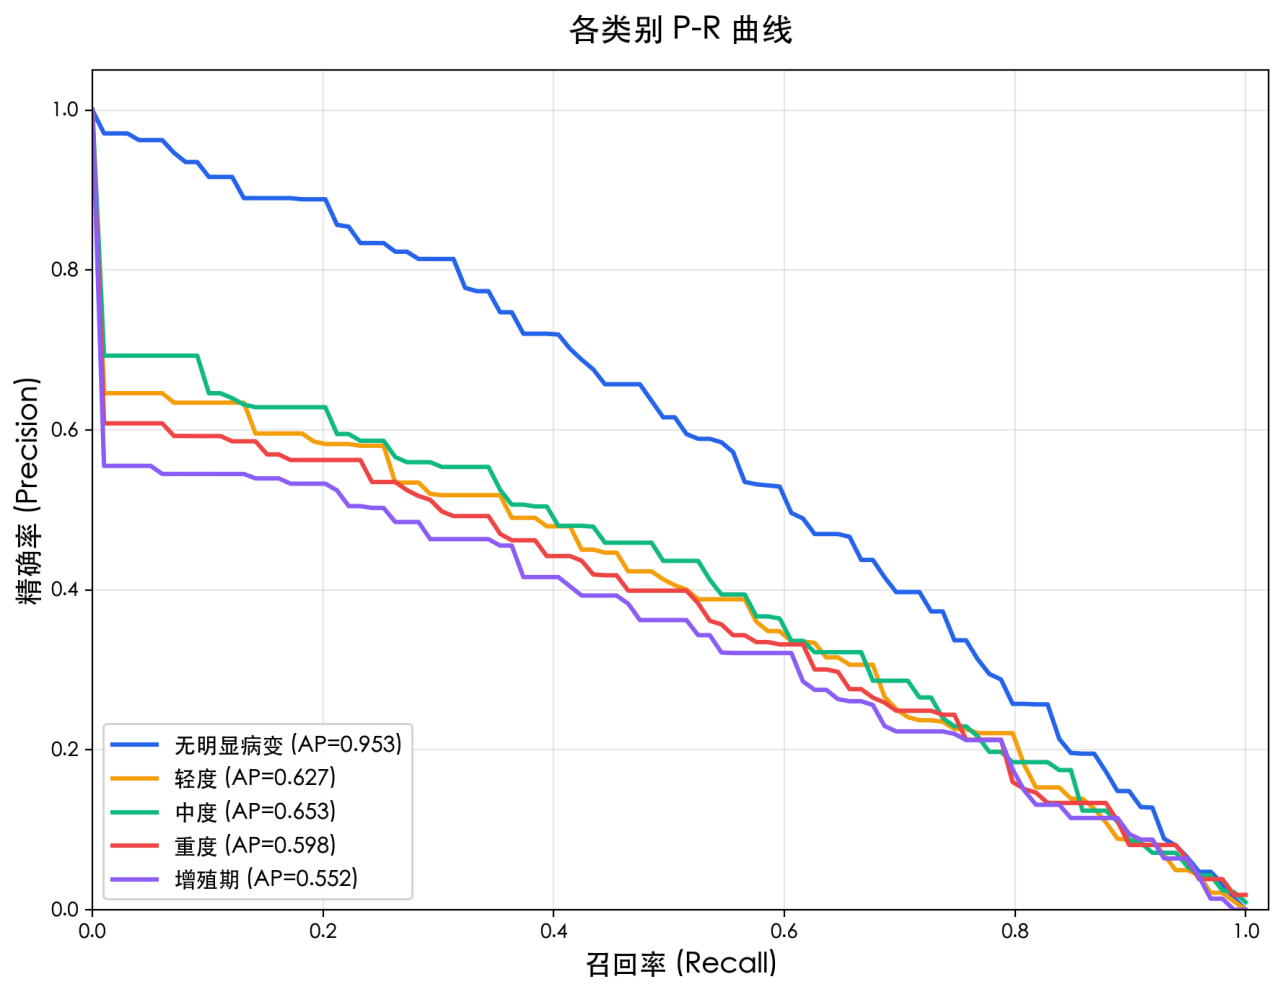 各类别 P-R 曲线
精确率 (Precision)
1.0
0.8
0.6
0.4
0.2
0.0
无明显病变 (AP=0.953)
轻度 (AP=0.627)
中度 (AP=0.653)
重度 (AP=0.598)
增殖期 (AP=0.552)
0.0 0.2 0.4 0.6 0.8 1.0
召回率 (Recall)